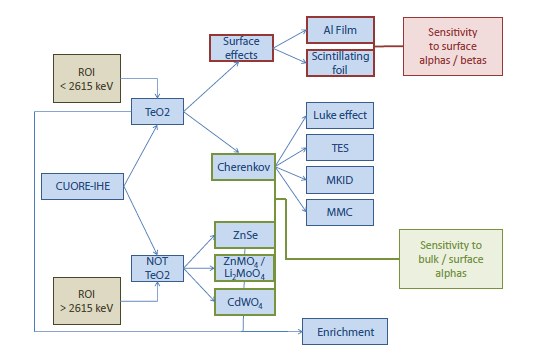 Surface
effects
Al Film
Scintillating
foil
Sensitivity
to surface
alphas / betas
ROI
< 2615 keV
TeO2
Luke effect
TES
MKID
MMC
Cherenkov
CUORE-IHE
ZnSe
ZnMO₄ /
Li₂MoO₄
CdWO₄
NOT
TeO2
Sensitivity to
bulk / surface
alphas
ROI
> 2615 keV
Enrichment